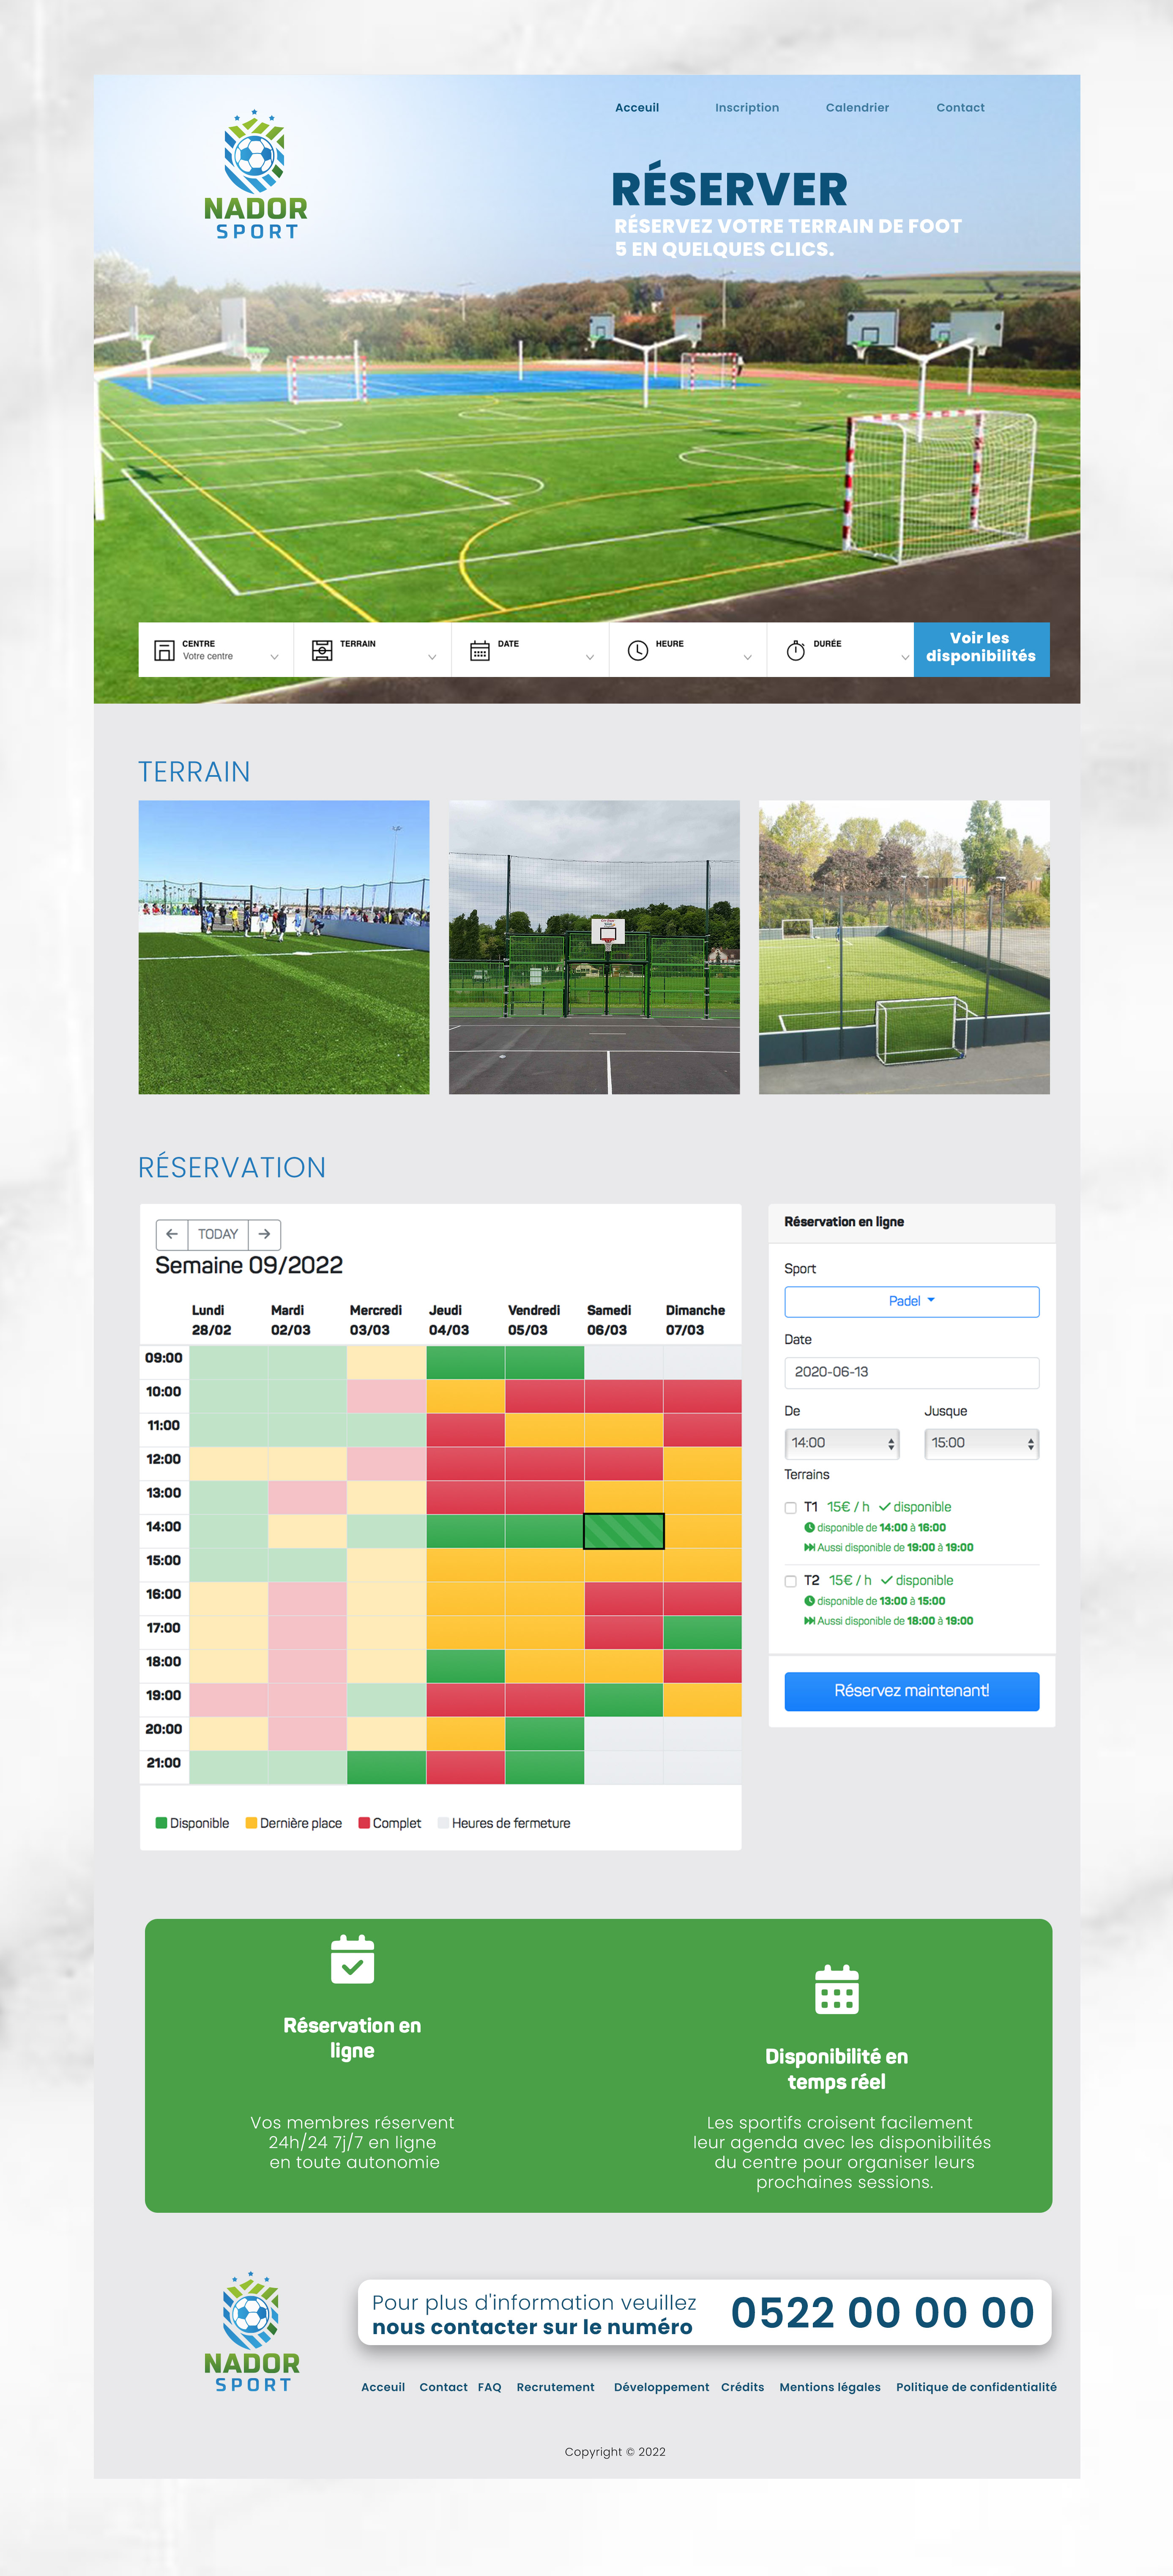 NADOR
SPORT
Acceuil Inscription Calendrier Contact
RÉSERVER
RÉSERVEZ VOTRE TERRAIN DE FOOT
5 EN QUELQUES CLICS.
CENTRE
Votre centre
TERRAIN
DATE
HEURE
DURÉE
Voir les
disponibilités
TERRAIN
RÉSERVATION
TODAY
Semaine 09/2022
Lundi Mardi Mercredi Jeudi Vendredi Samedi Dimanche
28/02 02/03 03/03 04/03 05/03 06/03 07/03
09:00
10:00
11:00
12:00
13:00
14:00
15:00
16:00
17:00
18:00
19:00
20:00
21:00
Disponible Dernière place Complet Heures de fermeture
Réservation en ligne
Sport
Padel
Date
2020-06-13
De Jusque
14:00 15:00
Terrains
T1 15€ / h disponible
disponible de 14:00 à 16:00
Aussi disponible de 19:00 à 19:00
T2 15€ / h disponible
disponible de 13:00 à 15:00
Aussi disponible de 18:00 à 19:00
Réservez maintenant!
Réservation en
ligne
Vos membres réservent
24h/24 7j/7 en ligne
en toute autonomie
Disponibilité en
temps réel
Les sportifs croisent facilement
leur agenda avec les disponibilités
du centre pour organiser leurs
prochaines sessions.
NADOR
SPORT
Pour plus d'information veuillez
nous contacter sur le numéro
0522 00 00 00
Acceuil Contact FAQ Recrutement Développement Crédits Mentions légales Politique de confidentialité
Copyright © 2022